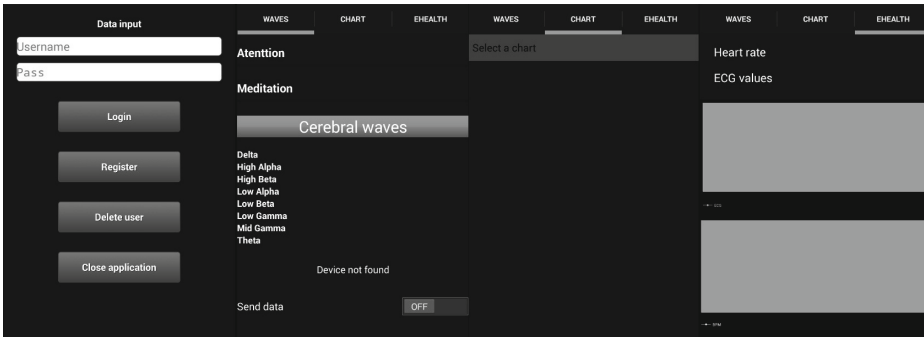 Data input
Username
Pass
Login
Register
Delete user
Close application
WAVES CHART EHEALTH
Atenttion
Meditation
Cerebral waves
Delta
High Alpha
High Beta
Low Alpha
Low Beta
Low Gamma
Mid Gamma
Theta
Device not found
Send data OFF
WAVES CHART EHEALTH
Select a chart
WAVES CHART EHEALTH
Heart rate
ECG values
BPM